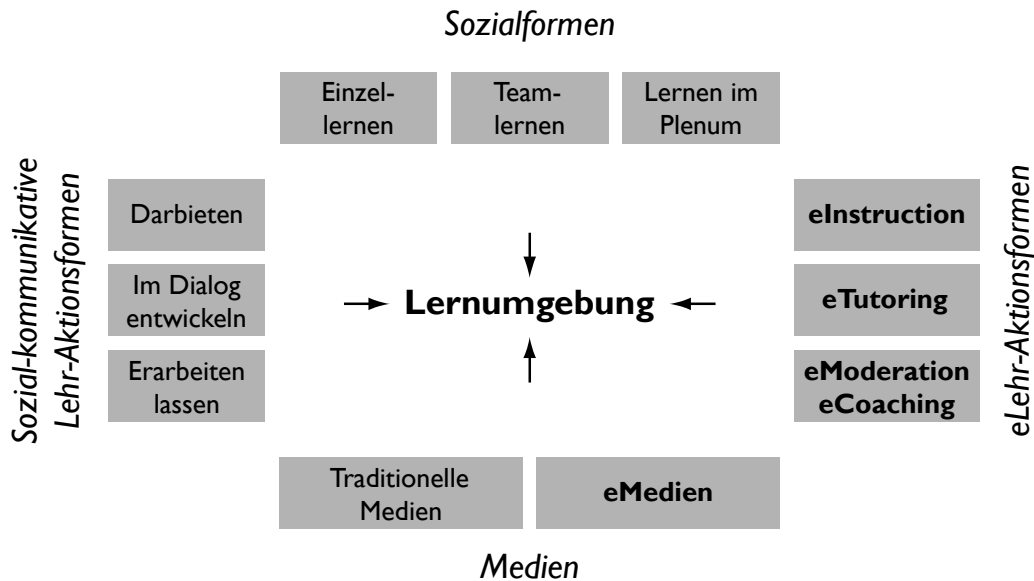 Sozialformen
Einzel-
lernen
Team-
lernen
Lernen im
Plenum
Sozial-kommunikative
Lehr-Aktionsformen
Darbieten
Im Dialog
entwickeln
Erarbeiten
lassen
Lernumgebung
eInstruction
eTutoring
eModeration
eCoaching
eLehr-Aktionsformen
Traditionelle
Medien
eMedien
Medien